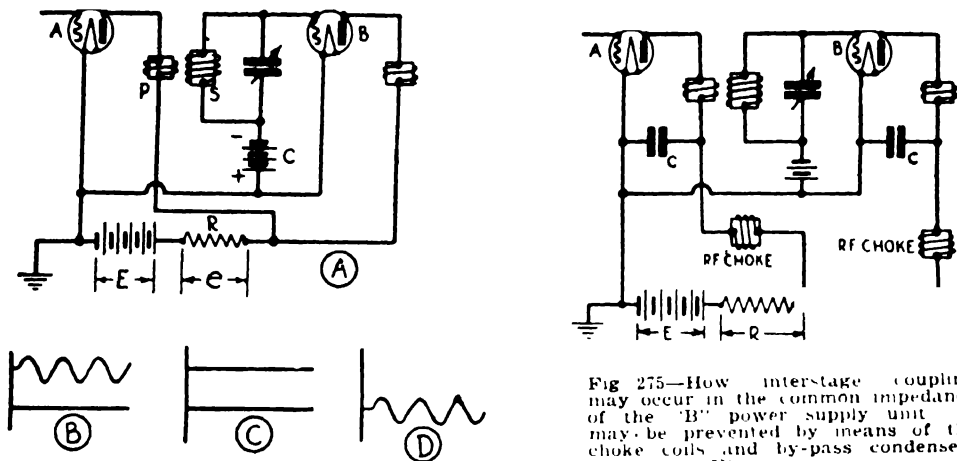 A
B
P
S
-
C
+
R
E
e
A
B
C
D
A
B
C
C
RF CHOKE
RF CHOKE
E
R
Fig 275—How interstage
may occur in the common
of the "B" power supply unit
may be prevented by means of
choke coils and by-pass